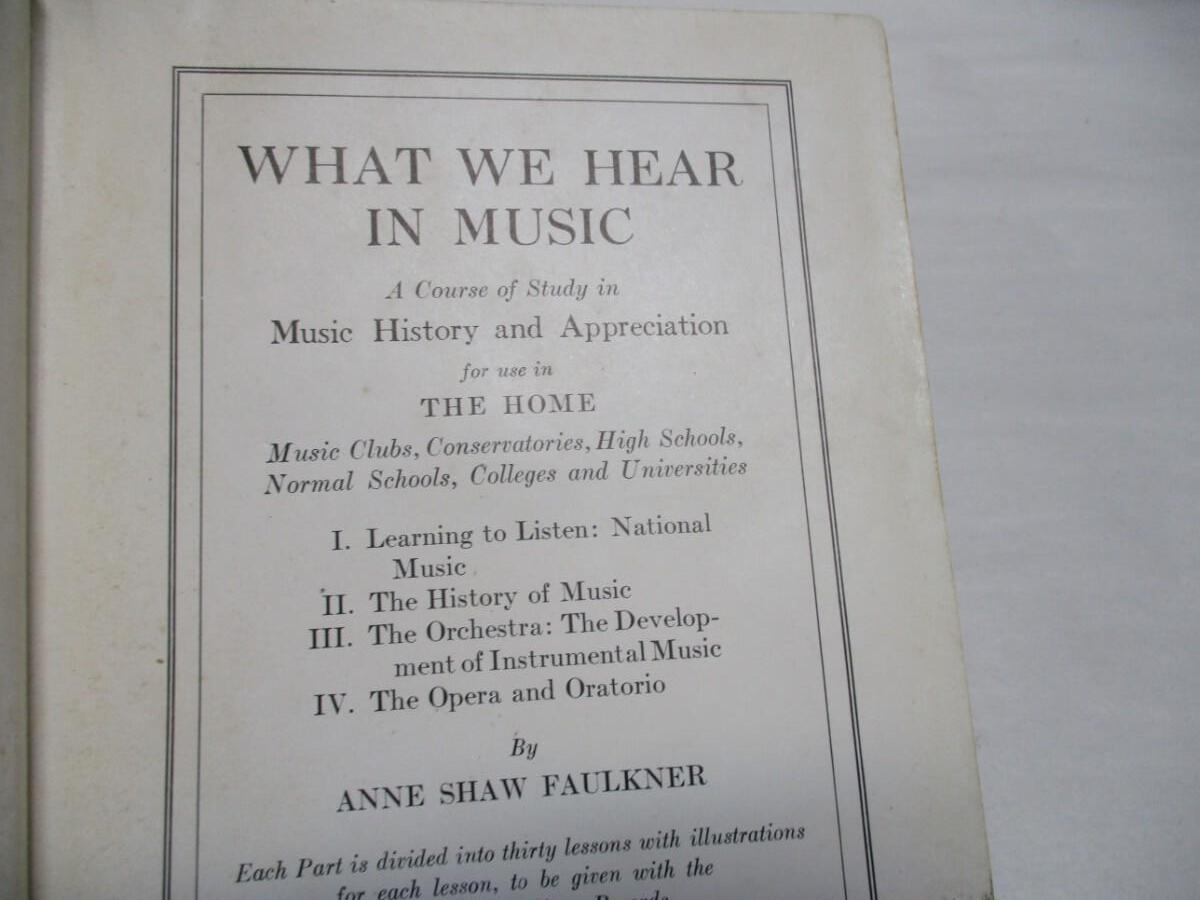 WHAT WE HEAR
IN MUSIC
A Course of Study in
Music History and Appreciation
for use in
THE HOME
Music Clubs, Conservatories, High Schools,
Normal Schools, Colleges and Universities
I. Learning to Listen: National
Music
II. The History of Music
III. The Orchestra: The Develop-
ment of Instrumental Music
IV. The Opera and Oratorio
By
ANNE SHAW FAULKNER
Each Part is divided into thirty lessons with illustrations
for each lesson, to be given with the
Records